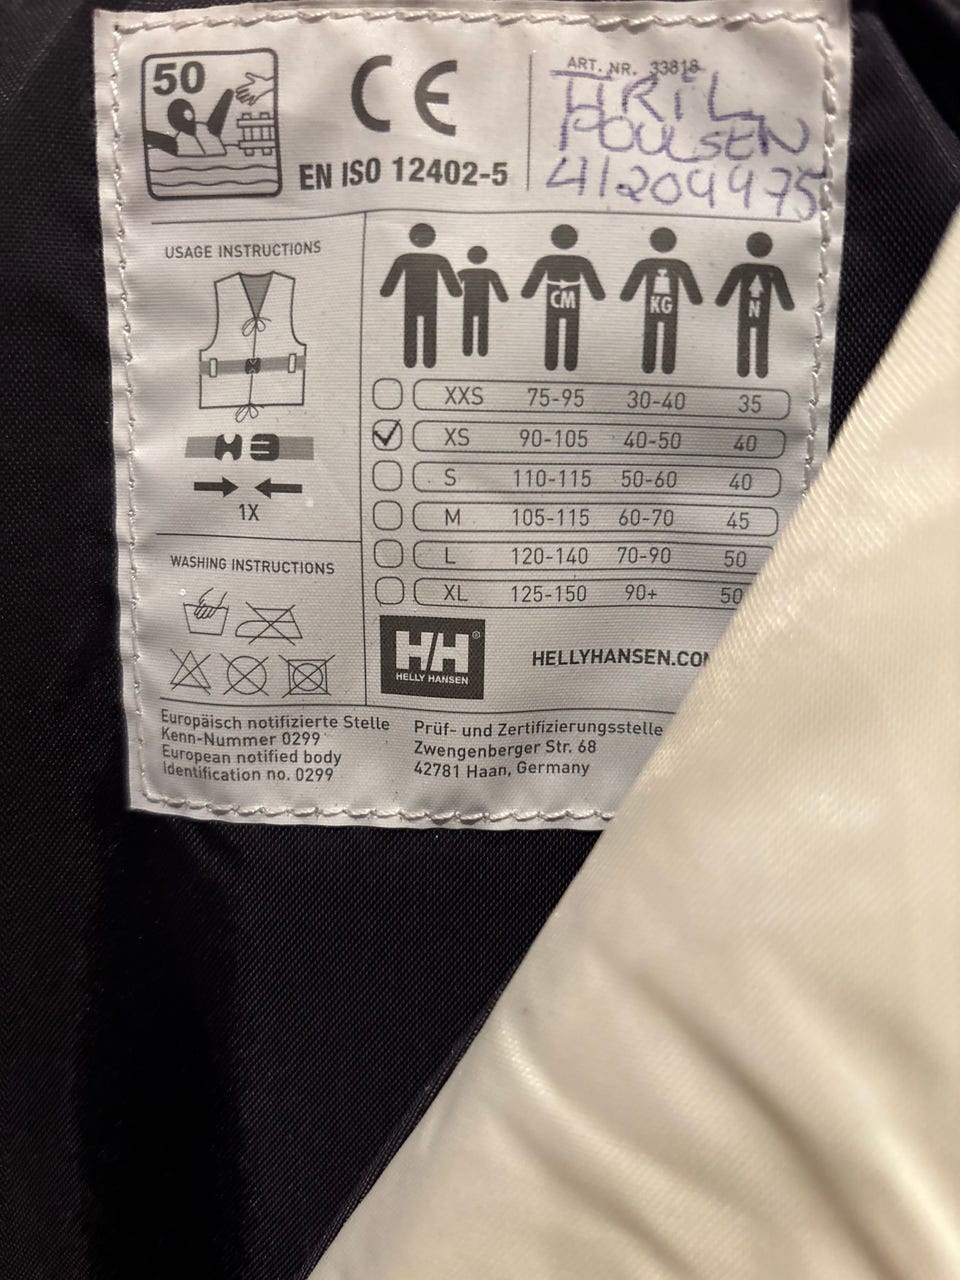 50
CE
EN ISO 12402-5
ART. NR. 33818
TIRIL
POULSEN
41209975
USAGE INSTRUCTIONS
1X
WASHING INSTRUCTIONS
CM KG N
XXS 75-95 30-40 35
XS 90-105 40-50 40
S 110-115 50-60 40
M 105-115 60-70 45
L 120-140 70-90 50
XL 125-150 90+ 50
HH®
HELLY HANSEN
HELLYHANSEN.COM
Europäisch notifizierte Stelle
Kenn-Nummer 0299
European notified body
Identification no. 0299
Prüf- und Zertifizierungsstelle
Zwengenberger Str. 68
42781 Haan, Germany